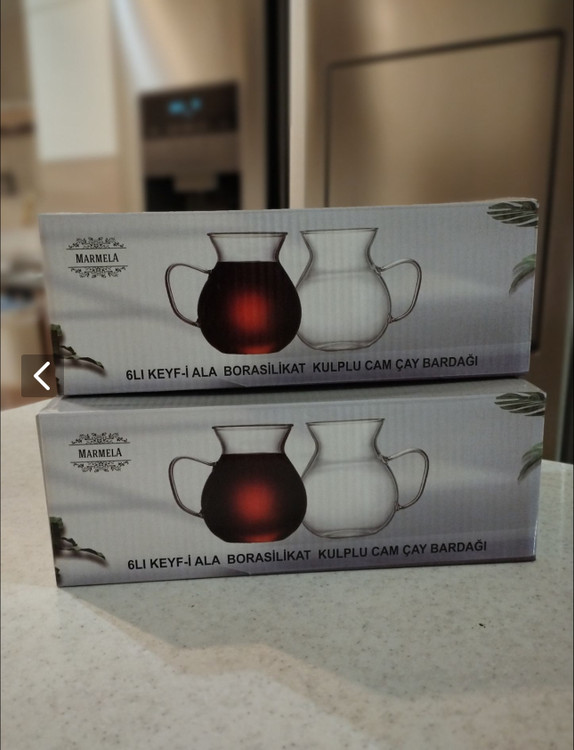 MARMELA
6LI KEYF-İ ALA BORASİLİKAT KULPLU CAM ÇAY BARDAĞI
MARMELA
6LI KEYF-İ ALA BORASİLİKAT KULPLU CAM ÇAY BARDAĞI